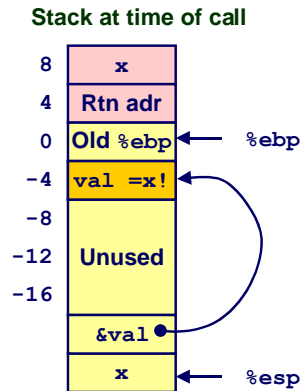 Stack at time of call
8 x
4 Rtn adr
0 Old %ebp %ebp
-4 val =x!
-8
-12 Unused
-16
&val
x %esp